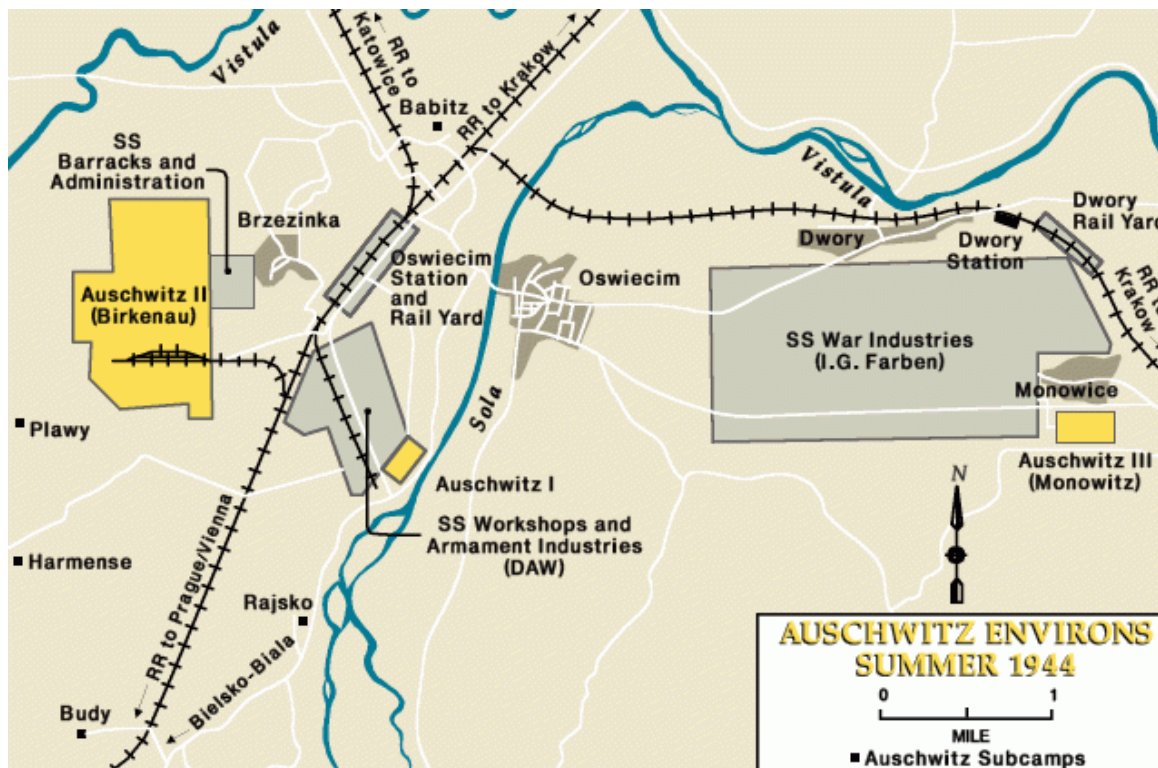 Vistula
RR to
Katowice
RR to Krakow
Babitz
SS
Barracks and
Administration
Brzezinka
Vistula
Dwory
Rail Yard
Dwory
Dwory
Station
Oswiecim
Station
and
Rail Yard
Oswiecim
RR to
Krakow
Auschwitz II
(Birkenau)
SS War Industries
(I.G. Farben)
Monowice
Sola
Plawy
Auschwitz III
(Monowitz)
Auschwitz I
N
SS Workshops and
Armament Industries
(DAW)
Harmense
RR to Prague/Vienna
Rajsko
Bielsko-Biala
Budy
AUSCHWITZ ENVIRONS
SUMMER 1944
0 1
MILE
Auschwitz Subcamps